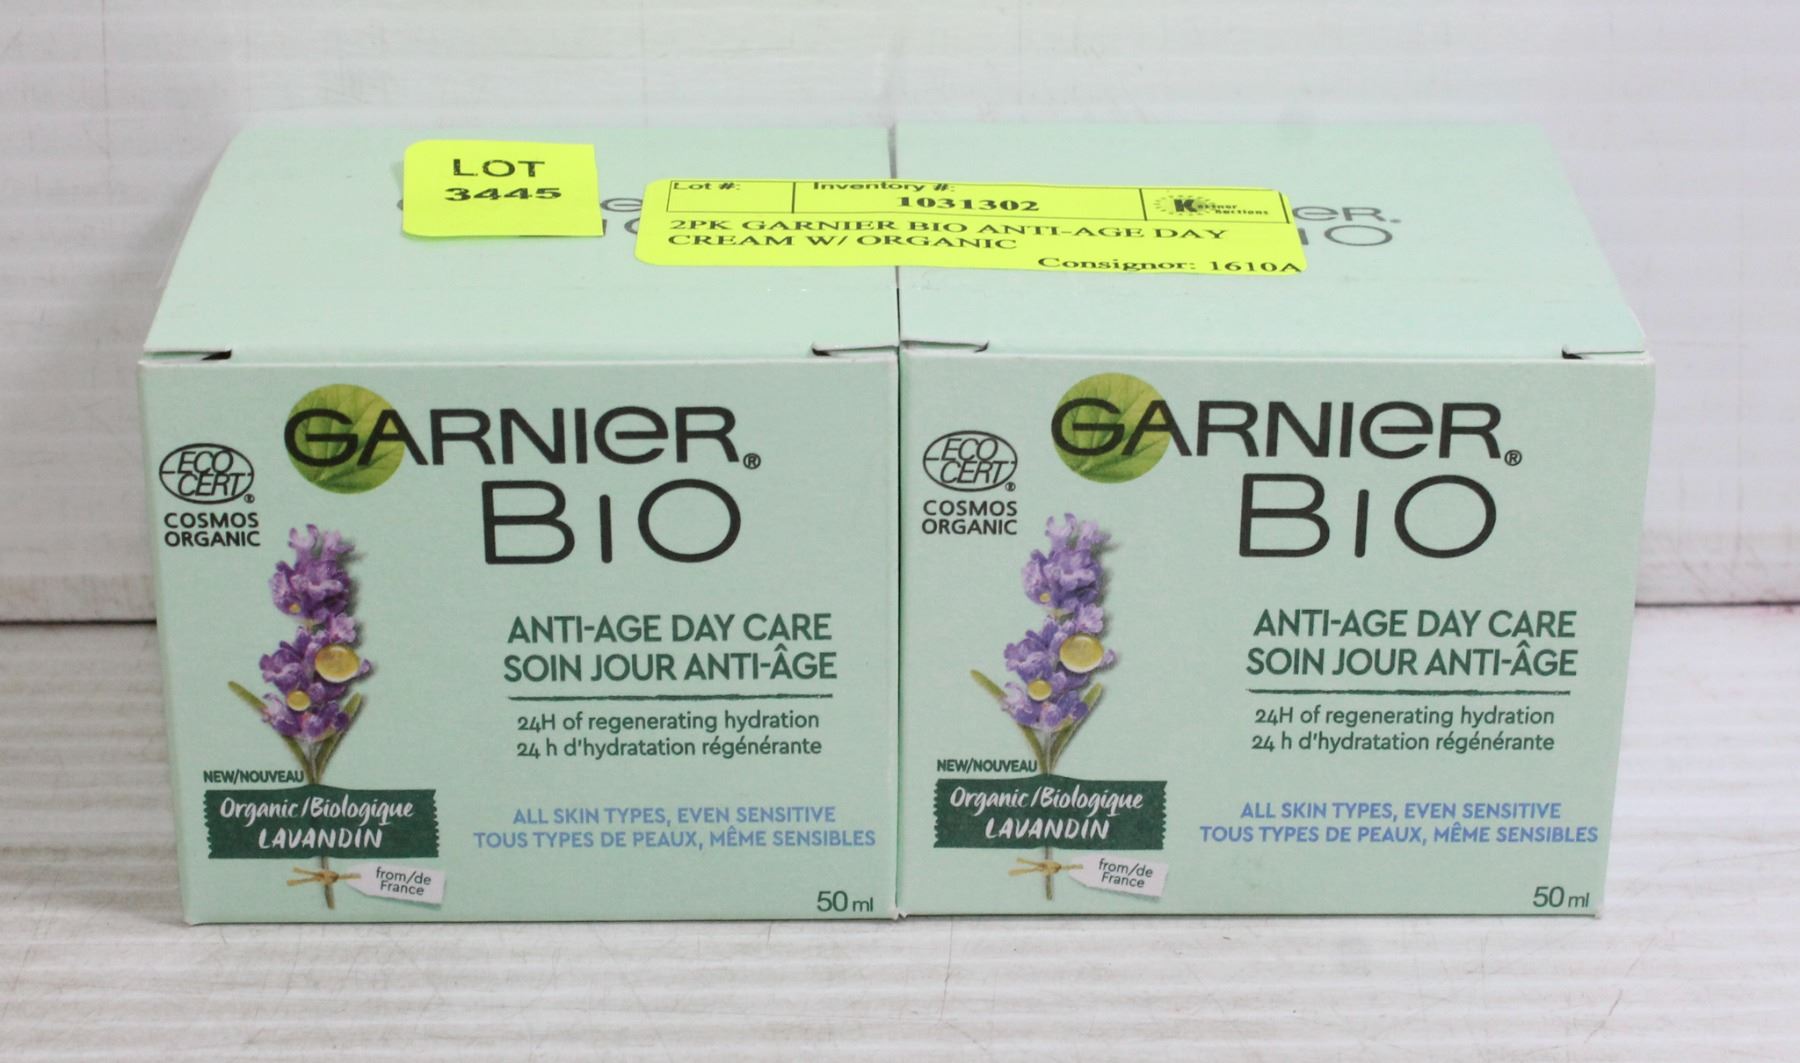 LOT
3445
Lot #:
Inventory #:
1031302
2PK GARNIER BIO ANTI-AGE DAY
CREAM W/ ORGANIC
Consignor: 1610A
GARNIER®
BIO
ECO
CERT®
COSMOS
ORGANIC
ANTI-AGE DAY CARE
SOIN JOUR ANTI-ÂGE
24H of regenerating hydration
24 h d'hydratation régénérante
NEW/NOUVEAU
Organic/Biologique
LAVANDIN
from/de
France
ALL SKIN TYPES, EVEN SENSITIVE
TOUS TYPES DE PEAUX, MÊME SENSIBLES
50 ml
GARNIER®
BIO
ECO
CERT®
COSMOS
ORGANIC
ANTI-AGE DAY CARE
SOIN JOUR ANTI-ÂGE
24H of regenerating hydration
24 h d'hydratation régénérante
NEW/NOUVEAU
Organic/Biologique
LAVANDIN
from/de
France
ALL SKIN TYPES, EVEN SENSITIVE
TOUS TYPES DE PEAUX, MÊME SENSIBLES
50 ml